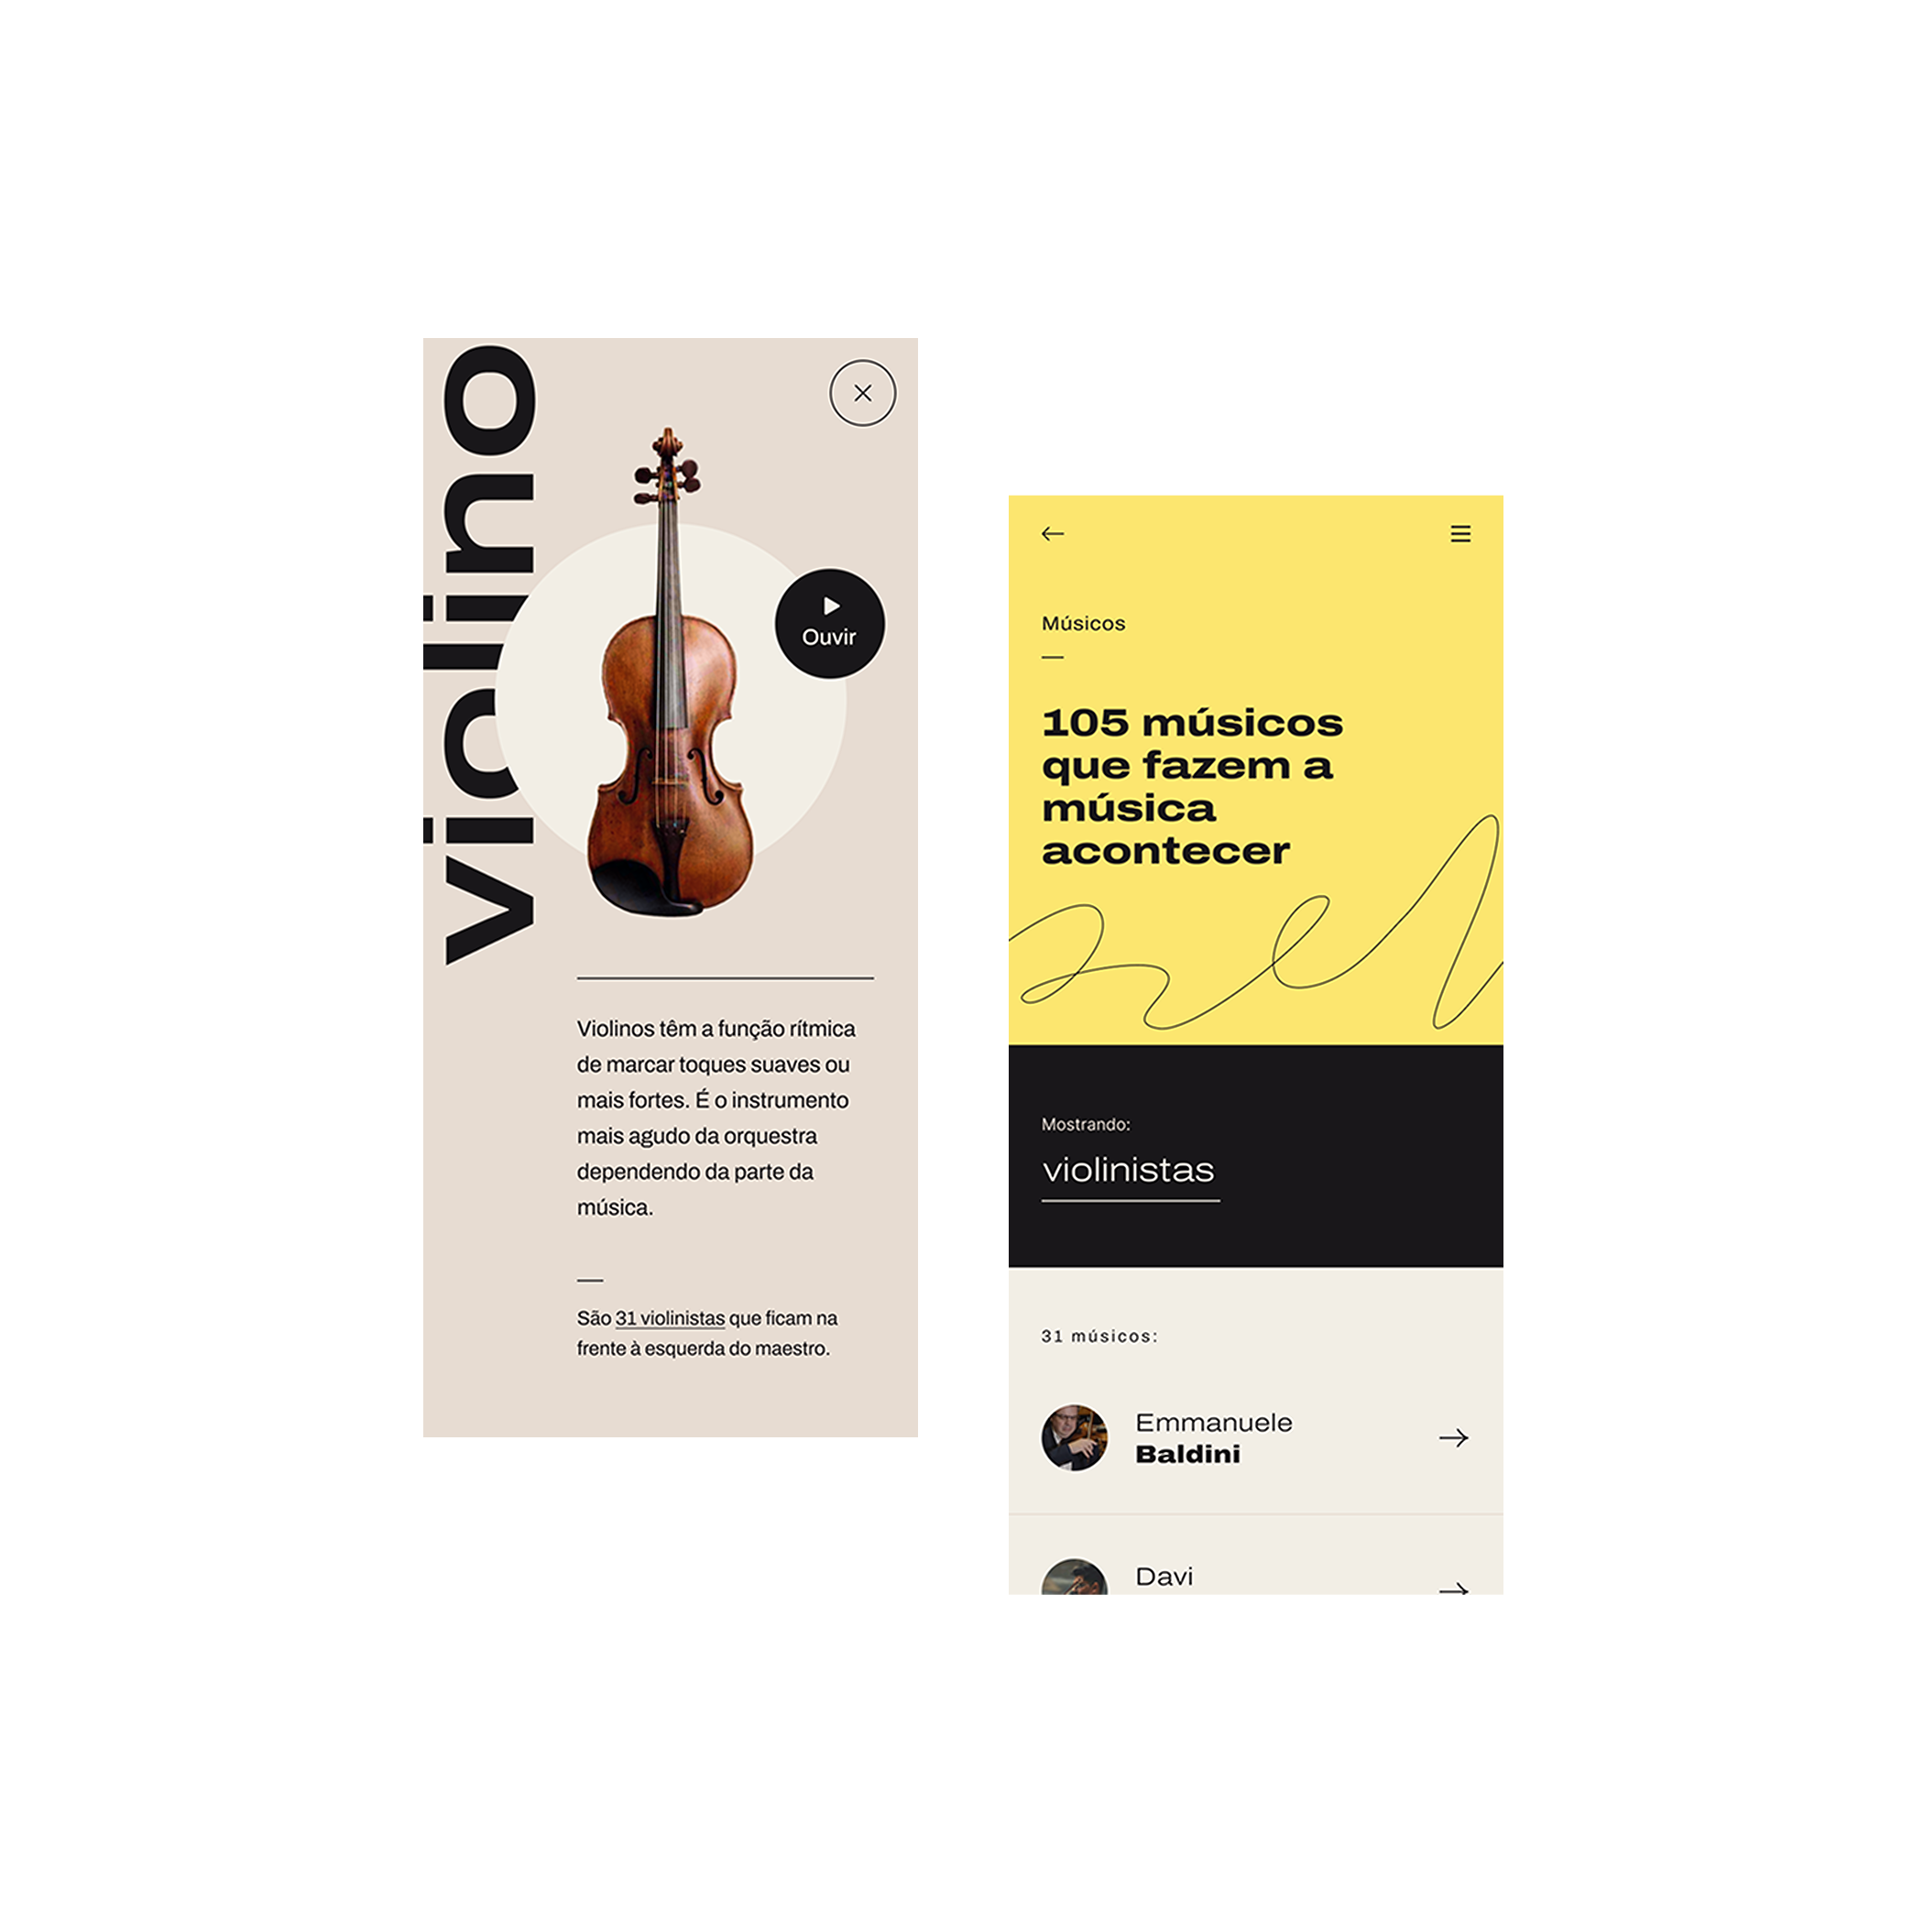 violino
Ouvir
Violinos têm a função rítmica
de marcar toques suaves ou
mais fortes. É o instrumento
mais agudo da orquestra
dependendo da parte da
música.
São 31 violinistas que ficam na
frente à esquerda do maestro.
Músicos
105 músicos
que fazem a
música
acontecer
Mostrando:
violinistas
31 músicos:
Emmanuele
Baldini
Davi